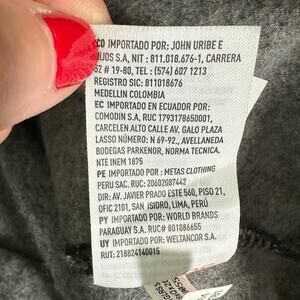 CO IMPORTADO POR: JOHN URIBE E
HIJOS S.A, NIT : 811.018.676-1, CARRERA
52 # 19-80, TEL: (574) 607 1213
REGISTRO SIC: 811018676
MEDELLIN COLOMBIA
EC IMPORTADO EN ECUADOR POR:
COMODIN S.A. RUC 1793178650001,
CARCELEN ALTO CALLE AV. GALO PLAZA
LASSO NÚMERO: N 69-92., AVELLANEDA
BODEGAS PARKENOR, NORMA TECNICA,
NTE INEM 1875
PE IMPORTADO POR : METAS CLOTHING
PERU SAC. RUC: 20602087442
DIR: AV. JAVIER PRADO ESTE 560, PISO 21,
OFIC 2101, SAN ISIDRO, LIMA, PERÚ
PY IMPORTADO POR: WORLD BRANDS
PARAGUAY S.A. RUC# 801086655
UY IMPORTADO POR: WELTANCOR S.A.
RUT: 218824140015